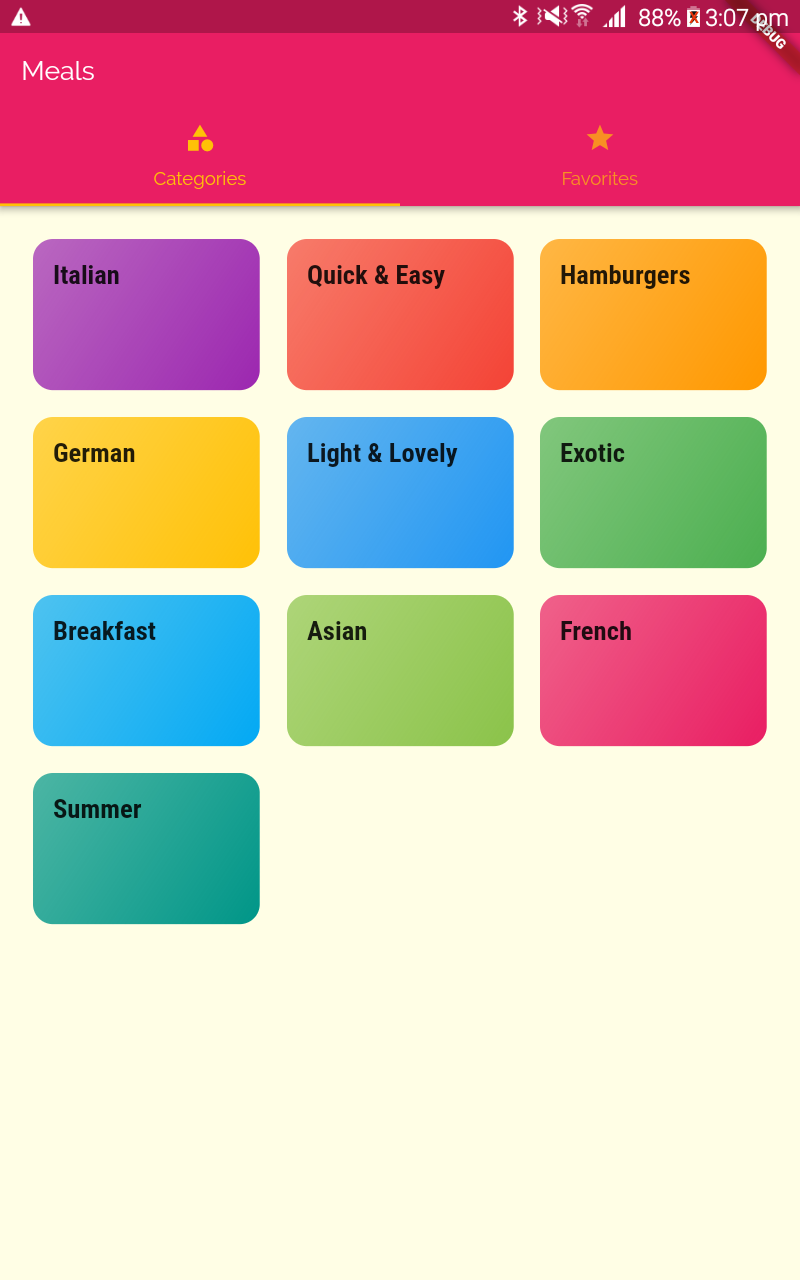 88% 3:07 pm
DEBUG
Meals
Categories Favorites
Italian Quick & Easy Hamburgers
German Light & Lovely Exotic
Breakfast Asian French
Summer